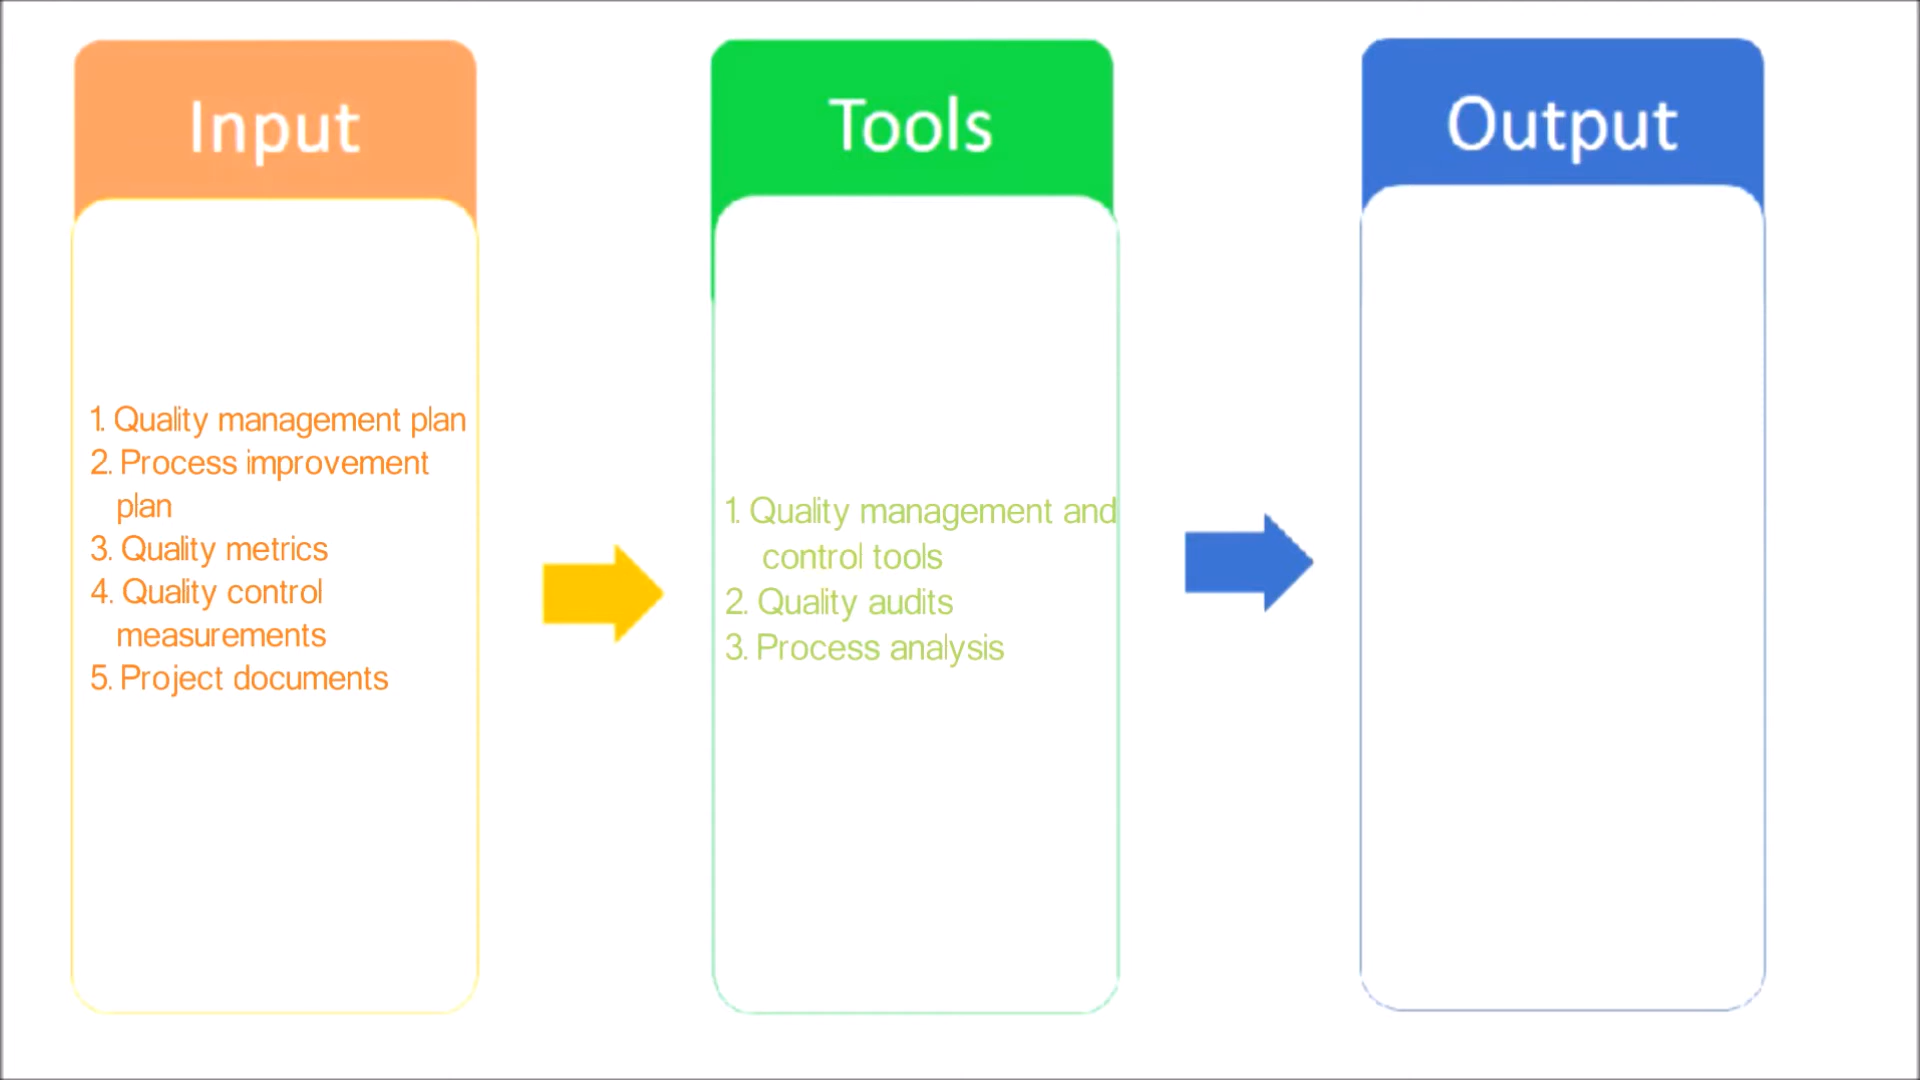 Input
1. Quality management plan
2. Process improvement
plan
3. Quality metrics
4. Quality control
measurements
5. Project documents
Tools
1. Quality management and
control tools
2. Quality audits
3. Process analysis
Output